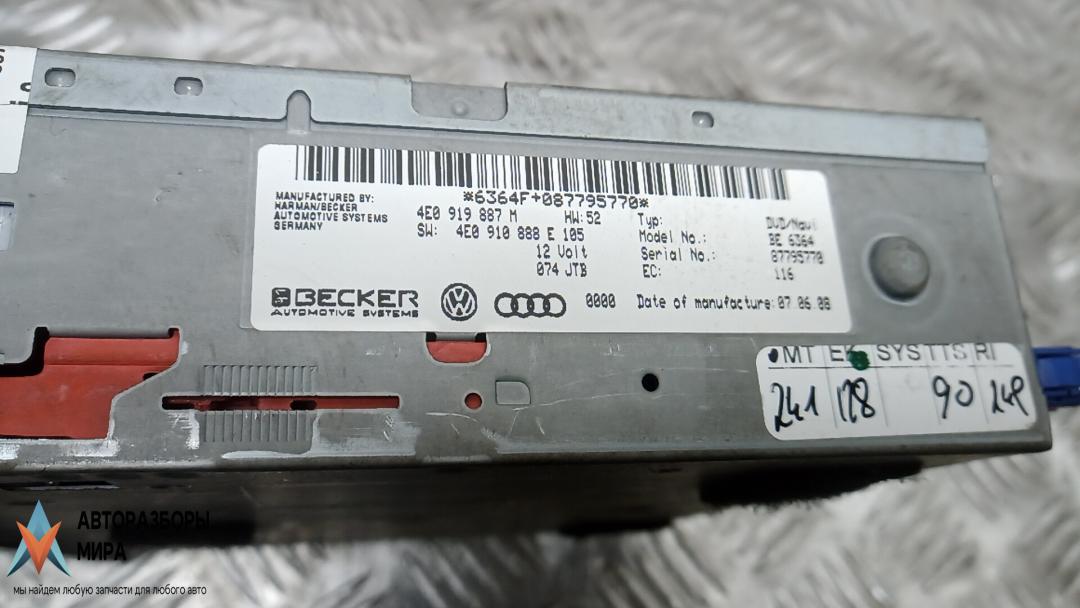 *6364F+087795770*
MANUFACTURED BY:
HARMAN/BECKER
AUTOMOTIVE SYSTEMS
GERMANY
4E0 919 887 M HW:52
SW: 4E0 910 888 E 105
12 Volt
074 JTB
Typ: DVD/Navi
Model No.: BE 6364
Serial No.: 87795770
EC: 116
BECKER
AUTOMOTIVE SYSTEMS
0000 Date of manufacture: 07.06.08
MT EK SYS TTS RI
241 128 90 248
АВТОРАЗБОРЫ
МИРА
мы найдем любую запчасти для любого авто